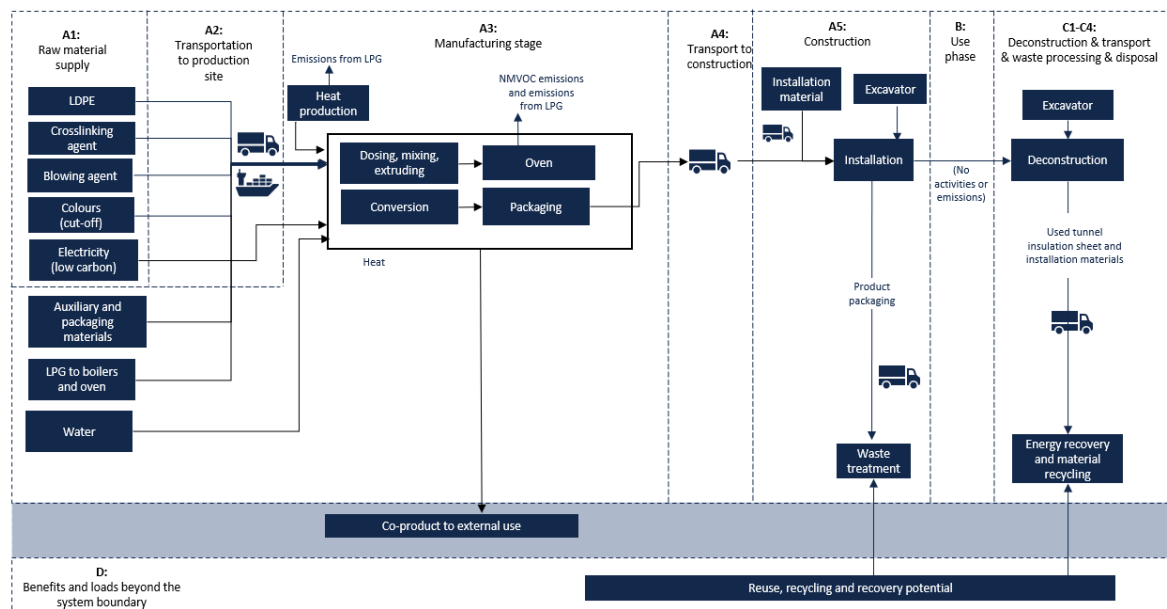 A1:
Raw material
supply
A2:
Transportation
to production
site
A3:
Manufacturing stage
A4:
Transport to
construction
A5:
Construction
B:
Use
phase
C1-C4:
Deconstruction & transport
& waste processing & disposal
LDPE
Crosslinking
agent
Blowing agent
Colours
(cut-off)
Electricity
(low carbon)
Auxiliary and
packaging
materials
LPG to boilers
and oven
Water
Emissions from LPG
Heat
production
NMVOC emissions
and emissions
from LPG
Dosing, mixing,
extruding
Oven
Conversion
Packaging
Heat
Installation
material
Excavator
Installation
(No
activities or
emissions)
Product
packaging
Waste
treatment
Excavator
Deconstruction
Used tunnel
insulation sheet and
installation materials
Energy recovery
and material
recycling
Co-product to external use
D:
Benefits and loads beyond the
system boundary
Reuse, recycling and recovery potential